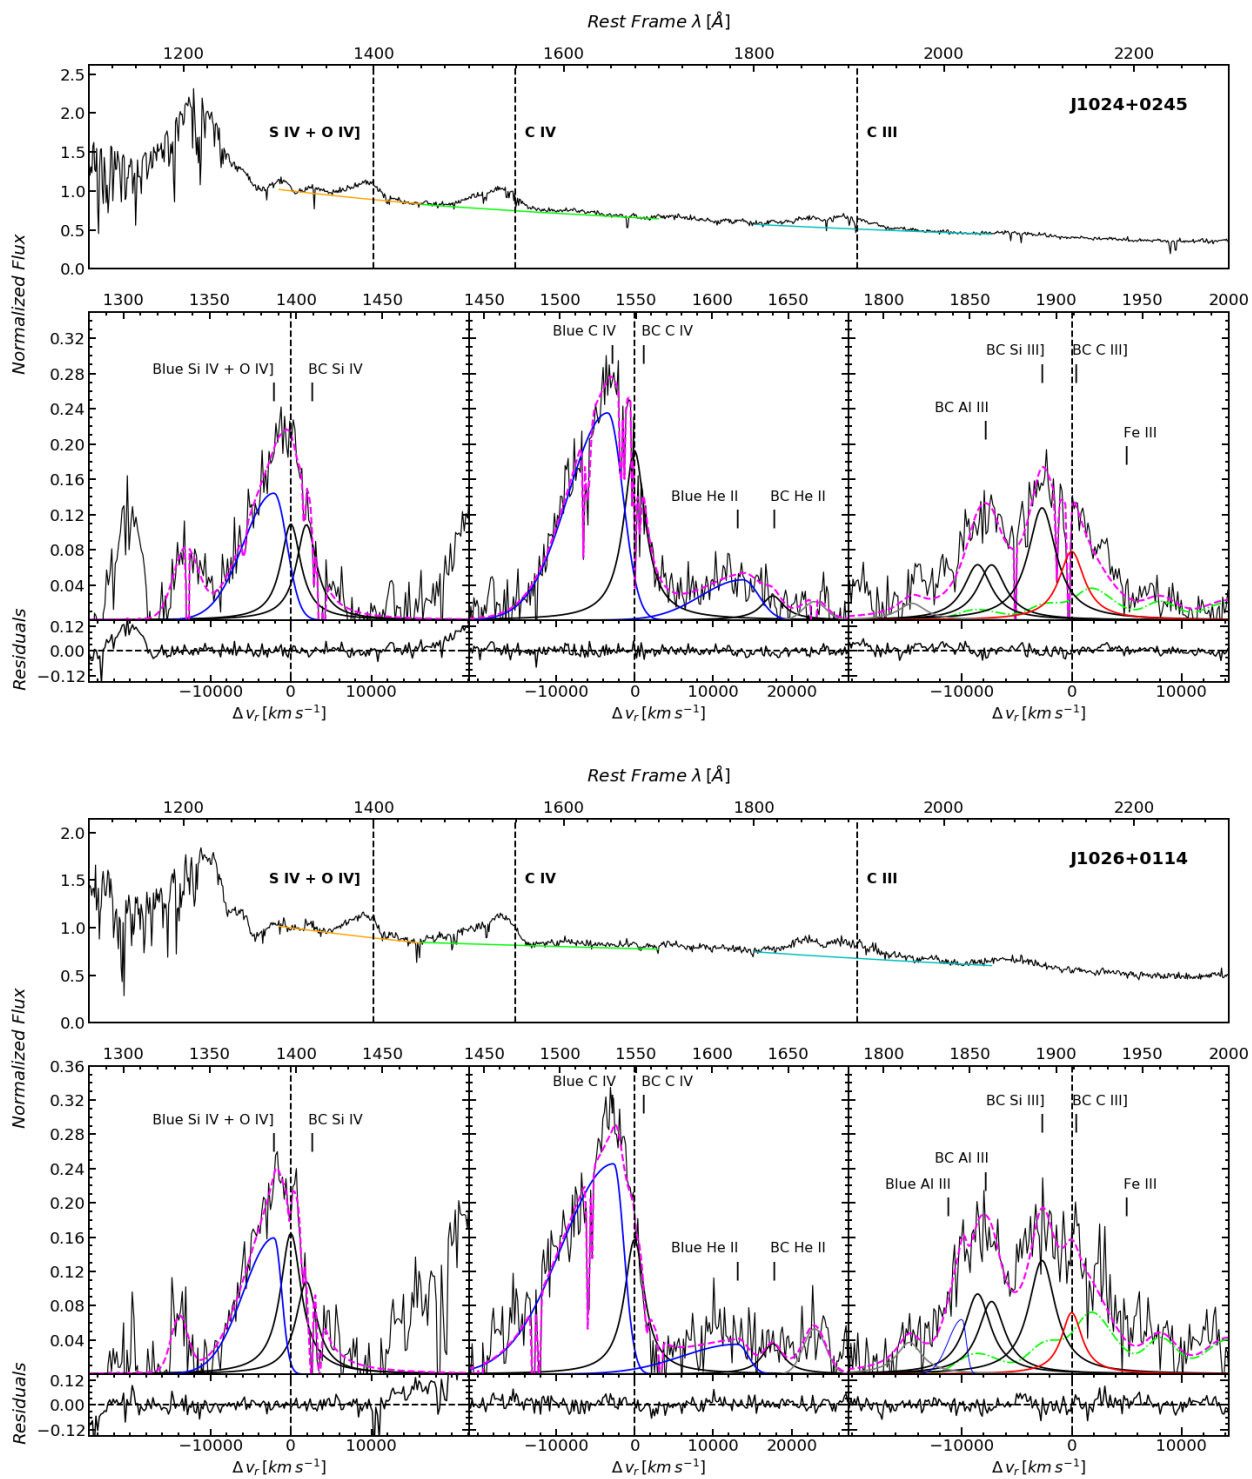 Rest Frame λ [Å]
1200 1400 1600 1800 2000 2200
2.5
2.0
1.5
1.0
0.5
0.0
J1024+0245
S IV + O IV]
C IV
C III
Normalized Flux
1300 1350 1400 1450
1450 1500 1550 1600 1650
1800 1850 1900 1950 2000
0.32
0.28
0.24
0.20
0.16
0.12
0.08
0.04
Blue Si IV + O IV]
BC Si IV
Blue C IV
BC C IV
Blue He II
BC He II
BC Si III]
BC C III]
BC Al III
Fe III
Residuals
0.12
0.00
−0.12
−10000 0 10000
−10000 0 10000 20000
−10000 0 10000
Δ vr [km s−1]
Δ vr [km s−1]
Δ vr [km s−1]
Rest Frame λ [Å]
1200 1400 1600 1800 2000 2200
2.0
1.5
1.0
0.5
0.0
J1026+0114
S IV + O IV]
C IV
C III
Normalized Flux
1300 1350 1400 1450
1450 1500 1550 1600 1650
1800 1850 1900 1950 2000
0.36
0.32
0.28
0.24
0.20
0.16
0.12
0.08
0.04
Blue Si IV + O IV]
BC Si IV
Blue C IV
BC C IV
Blue He II
BC He II
BC Si III]
BC C III]
BC Al III
Blue Al III
Fe III
Residuals
0.12
0.00
−0.12
−10000 0 10000
−10000 0 10000 20000
−10000 0 10000
Δ vr [km s−1]
Δ vr [km s−1]
Δ vr [km s−1]